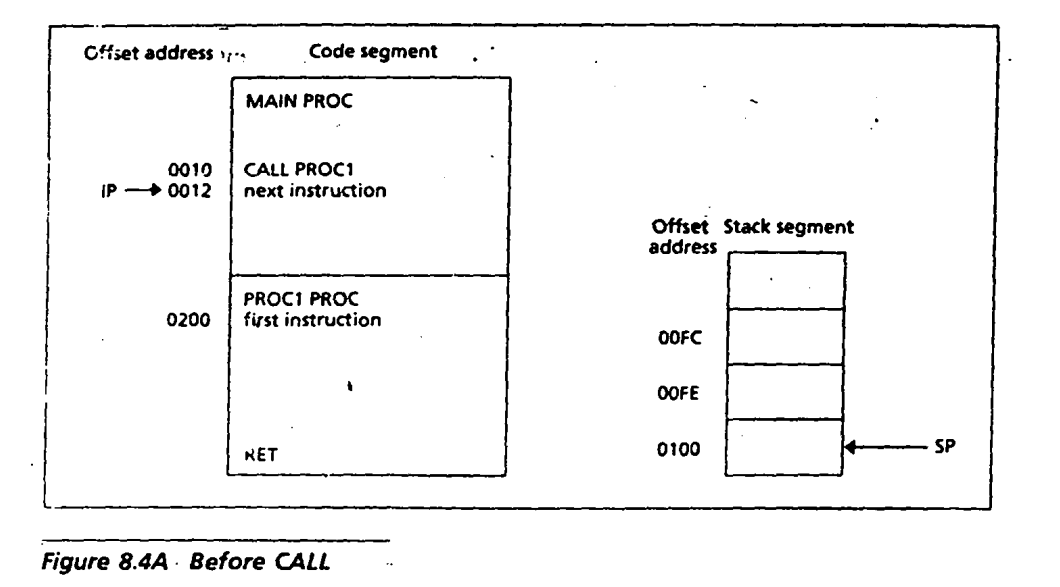 Offset address Code segment
MAIN PROC
0010 CALL PROC1
IP 0012 next instruction
Offset address Stack segment
PROC1 PROC
0200 first instruction
00FC
00FE
RET
0100 SP
Figure 8.4A Before CALL